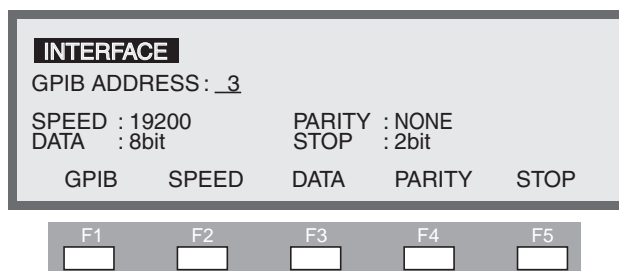 INTERFACE
GPIB ADDRESS: 3
SPEED : 19200 PARITY : NONE
DATA : 8bit STOP : 2bit
GPIB SPEED DATA PARITY STOP
F1 F2 F3 F4 F5